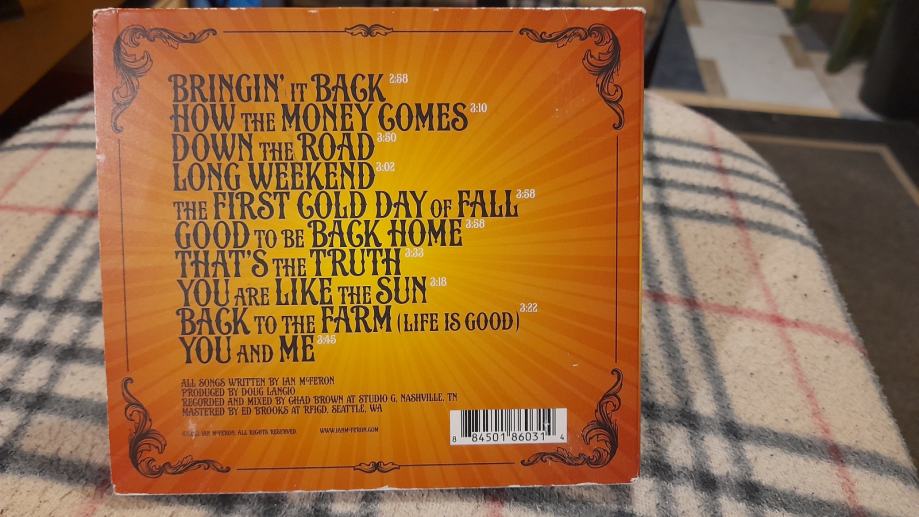 BRINGIN' IT BACK 2:58
HOW THE MONEY COMES 3:10
DOWN THE ROAD 3:50
LONG WEEKEND 3:02
THE FIRST COLD DAY OF FALL 3:58
GOOD TO BE BACK HOME 3:58
THAT'S THE TRUTH 3:33
YOU ARE LIKE THE SUN 3:18
BACK TO THE FARM (LIFE IS GOOD) 3:22
YOU AND ME 3:45
ALL SONGS WRITTEN BY IAN McFERON
PRODUCED BY DOUG LANCIO
RECORDED AND MIXED BY CHAD BROWN AT STUDIO G, NASHVILLE, TN
MASTERED BY ED BROOKS AT RFIGD, SEATTLE, WA
IAN McFERON. ALL RIGHTS RESERVED. WWW.IANMCFERON.COM
8 84501 86031 4